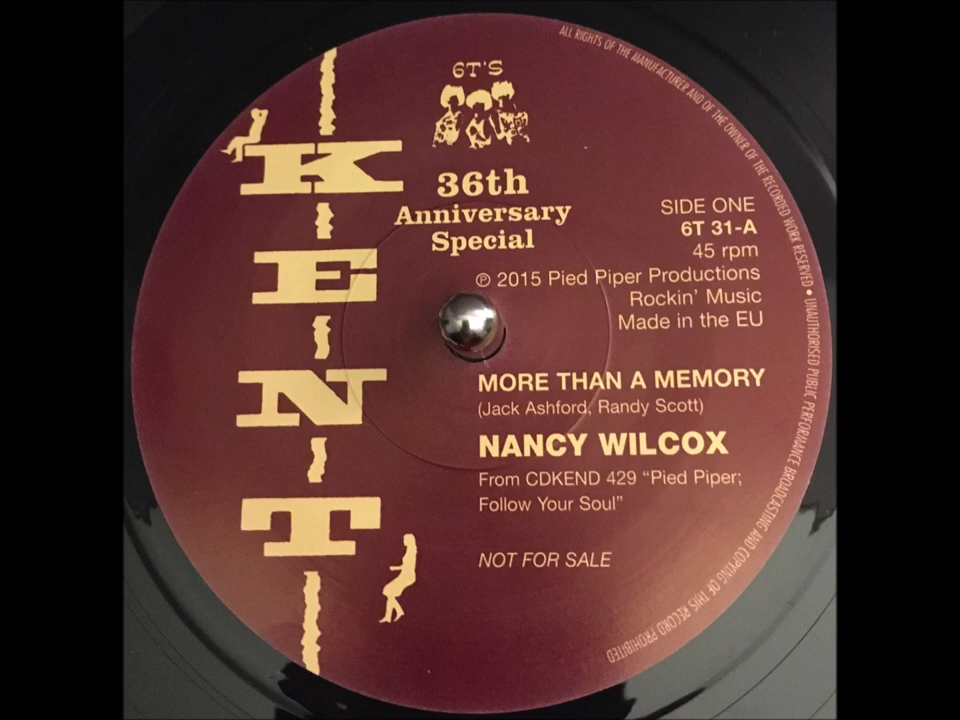 6T'S
36th
Anniversary
Special
KENT
SIDE ONE
6T 31-A
45 rpm
℗ 2015 Pied Piper Productions
Rockin' Music
Made in the EU
MORE THAN A MEMORY
(Jack Ashford, Randy Scott)
NANCY WILCOX
From CDKEND 429 “Pied Piper;
Follow Your Soul”
NOT FOR SALE
ALL RIGHTS OF THE MANUFACTURER AND OF THE OWNER OF THE RECORDED WORK RESERVED • UNAUTHORISED PUBLIC PERFORMANCE BROADCASTING AND COPYING OF THIS RECORD PROHIBITED